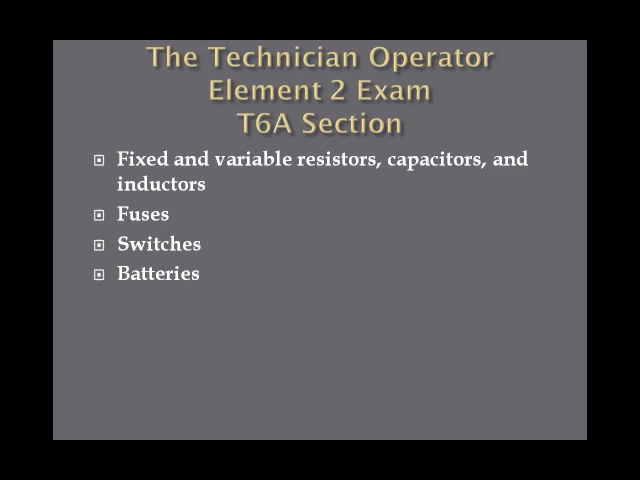 The Technician Operator
Element 2 Exam
T6A Section
Fixed and variable resistors, capacitors, and
inductors
Fuses
Switches
Batteries